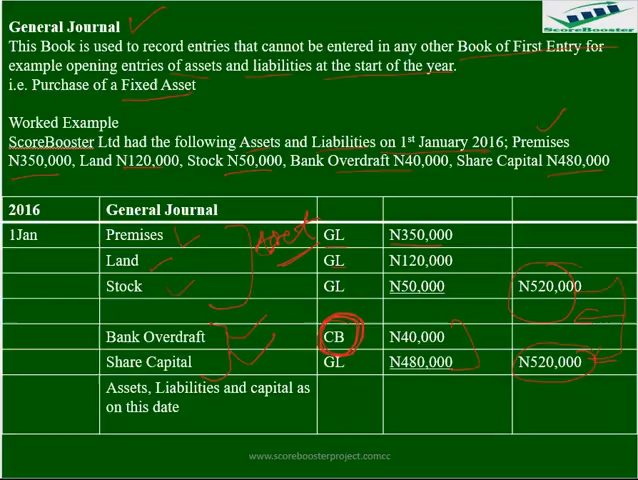 General Journal
This Book is used to record entries that cannot be entered in any other Book of First Entry for
example opening entries of assets and liabilities at the start of the year.
i.e. Purchase of a Fixed Asset
ScoreBooster
Worked Example
ScoreBooster Ltd had the following Assets and Liabilities on 1st January 2016; Premises
N350,000, Land N120,000, Stock N50,000, Bank Overdraft N40,000, Share Capital N480,000
2016 General Journal
1Jan Premises GL N350,000
Land GL N120,000
Stock GL N50,000 N520,000
Asset
Bank Overdraft CB N40,000
Share Capital GL N480,000 N520,000
Assets, Liabilities and capital as
on this date
www.scoreboosterproject.comcc